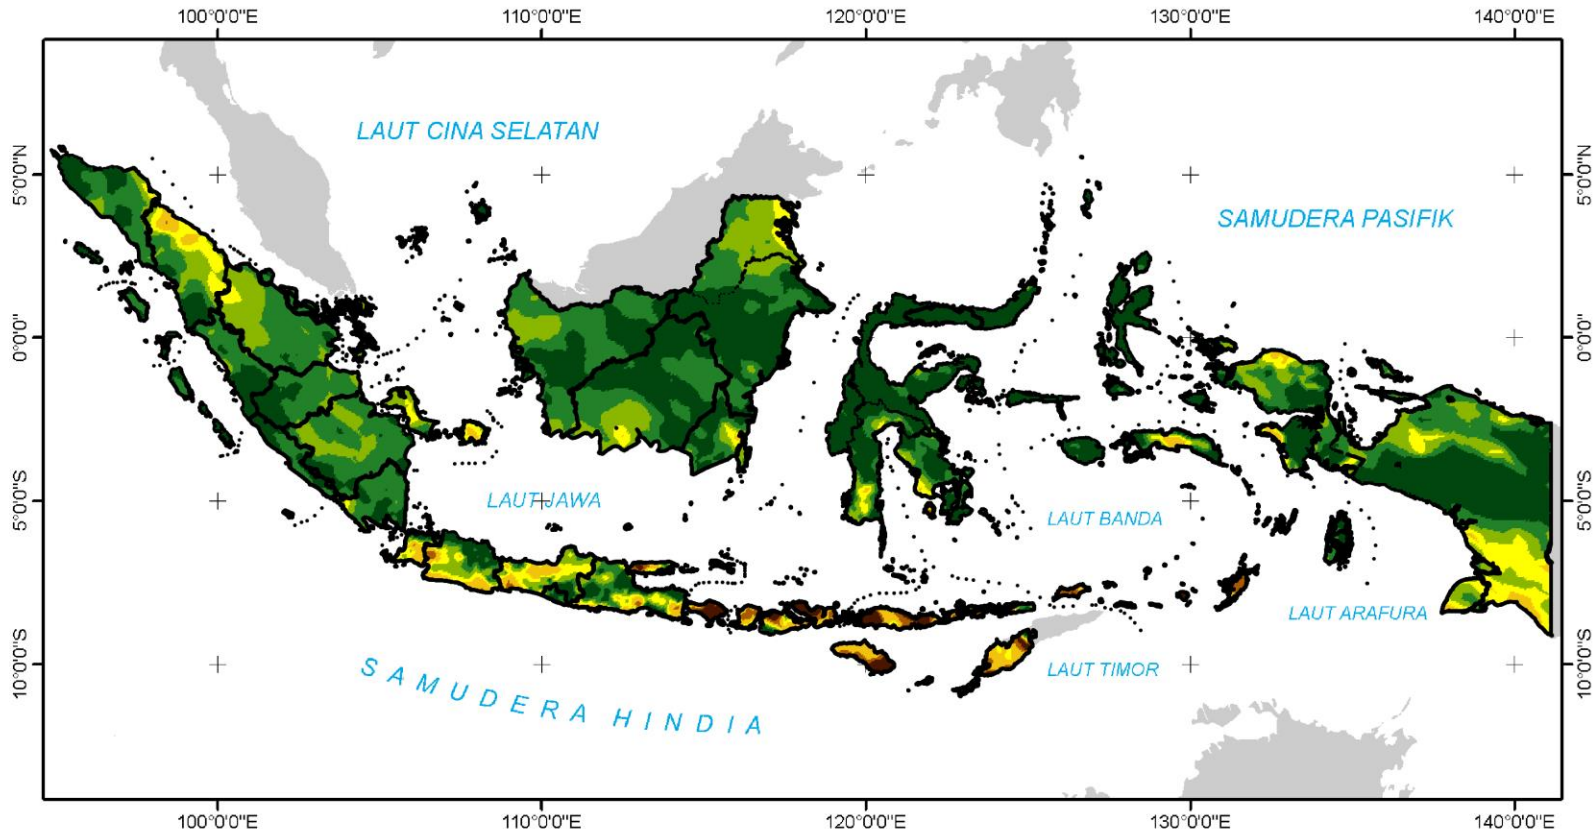 100°0'0"E 110°0'0"E 120°0'0"E 130°0'0"E 140°0'0"E
LAUT CINA SELATAN
5°0'0"N 5°0'0"N
SAMUDERA PASIFIK
0°0'0" 0°0'0"
5°0'0"S 5°0'0"S
LAUT JAWA
LAUT BANDA
LAUT ARAFURA
10°0'0"S 10°0'0"S
LAUT TIMOR
SAMUDERA HINDIA
100°0'0"E 110°0'0"E 120°0'0"E 130°0'0"E 140°0'0"E